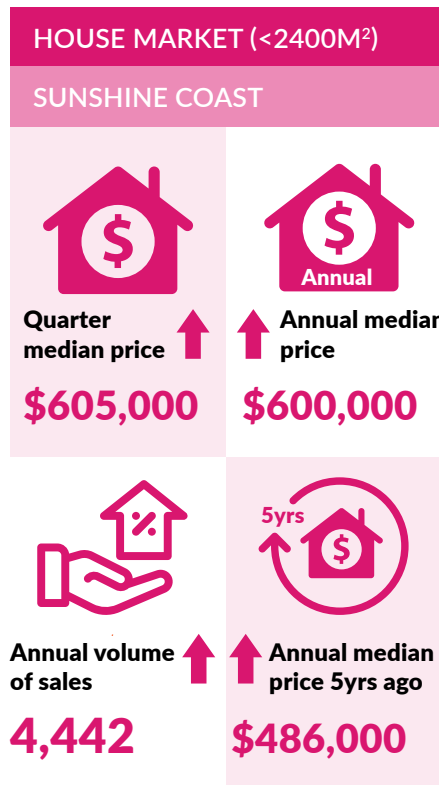 HOUSE MARKET (<2400M²)
SUNSHINE COAST
$
$
Annual
Quarter
median price
$605,000
Annual median
price
$600,000
%
5yrs
$
Annual volume
of sales
4,442
Annual median
price 5yrs ago
$486,000